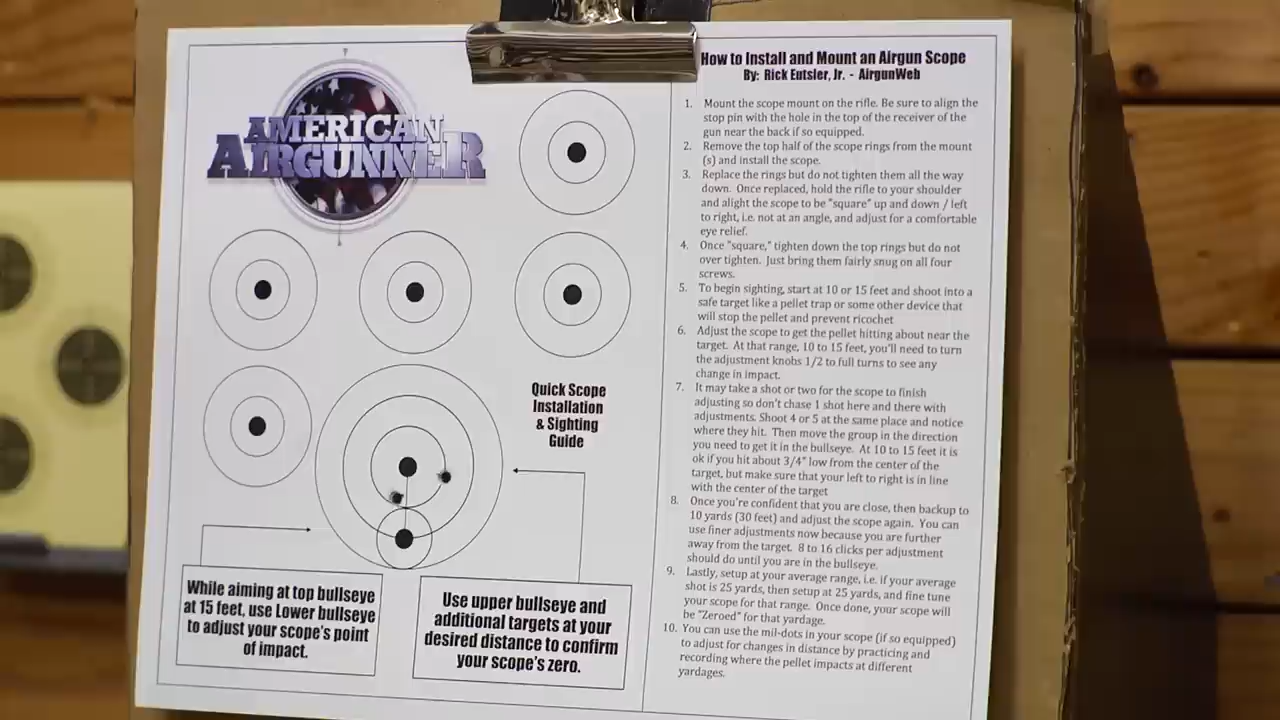 AMERICAN
AIRGUNNER
Quick Scope
Installation
& Sighting
Guide
While aiming at top bullseye
at 15 feet, use Lower bullseye
to adjust your scope's point
of impact.
Use upper bullseye and
additional targets at your
desired distance to confirm
your scope's zero.
How to Install and Mount an Airgun Scope
By: Rick Eutsler, Jr. - AirgunWeb
1. Mount the scope mount on the rifle. Be sure to align the
stop pin with the hole in the top of the receiver of the
gun near the back if so equipped.
2. Remove the top half of the scope rings from the mount
(s) and install the scope.
3. Replace the rings but do not tighten them all the way
down. Once replaced, hold the rifle to your shoulder
and alight the scope to be "square" up and down / left
to right, i.e. not at an angle, and adjust for a comfortable
eye relief.
4. Once "square," tighten down the top rings but do not
over tighten. Just bring them fairly snug on all four
screws.
5. To begin sighting, start at 10 or 15 feet and shoot into a
safe target like a pellet trap or some other device that
will stop the pellet and prevent ricochet
6. Adjust the scope to get the pellet hitting about near the
target. At that range, 10 to 15 feet, you'll need to turn
the adjustment knobs 1/2 to full turns to see any
change in impact.
7. It may take a shot or two for the scope to finish
adjusting so don't chase 1 shot here and there with
adjustments. Shoot 4 or 5 at the same place and notice
where they hit. Then move the group in the direction
you need to get it in the bullseye. At 10 to 15 feet it is
ok if you hit about 3/4" low from the center of the
target, but make sure that your left to right is in line
with the center of the target
8. Once you're confident that you are close, then backup to
10 yards (30 feet) and adjust the scope again. You can
use finer adjustments now because you are further
away from the target. 8 to 16 clicks per adjustment
should do until you are in the bullseye.
9. Lastly, setup at your average range, i.e. if your average
shot is 25 yards, then setup at 25 yards, and fine tune
your scope for that range. Once done, your scope will
be "Zeroed" for that yardage.
10. You can use the mil-dots in your scope (if so equipped)
to adjust for changes in distance by practicing and
recording where the pellet impacts at different
yardages.